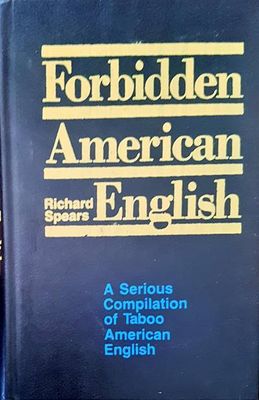 Forbidden
American
Richard
Spears
English
A Serious
Compilation
of Taboo
American
English